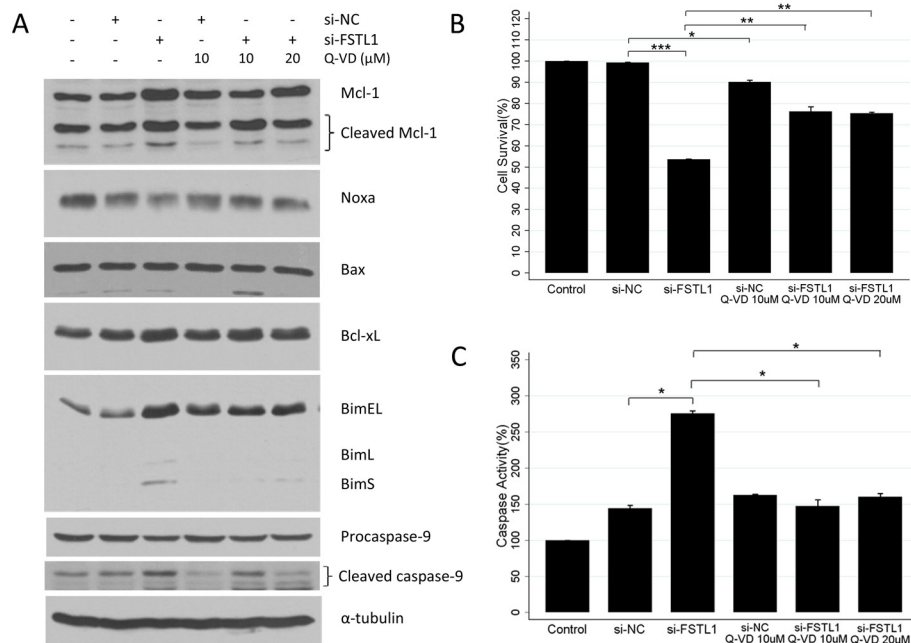 A
si-NC - + - + - -
si-FSTL1 - - + - + +
Q-VD (μM) - - - 10 10 20
Mcl-1
Cleaved Mcl-1
Noxa
Bax
Bcl-xL
BimEL
BimL
BimS
Procaspase-9
Cleaved caspase-9
α-tubulin
B
Cell Survival(%)
120
110
100
90
80
70
60
50
40
30
20
10
0
**
**
*
***
Control
si-NC
si-FSTL1
si-NC
Q-VD 10uM
si-FSTL1
Q-VD 10uM
si-FSTL1
Q-VD 20uM
C
Caspase Activity(%)
350
300
250
200
150
100
50
0
*
*
*
Control
si-NC
si-FSTL1
si-NC
Q-VD 10uM
si-FSTL1
Q-VD 10uM
si-FSTL1
Q-VD 20uM